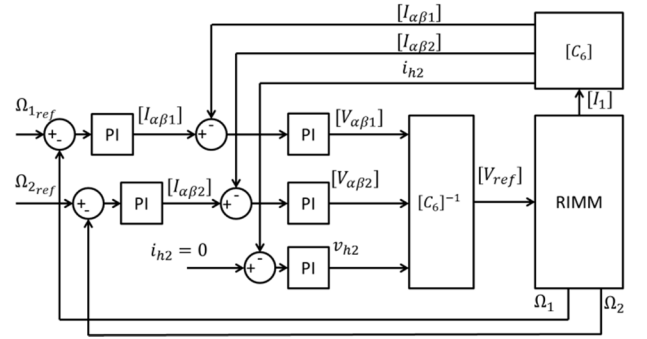 [Iαβ1]
[Iαβ2]
ih2
[C6]
[I1]
Ω1ref
+
-
PI
[Iαβ1]
-
PI
[Vαβ1]
Ω2ref
+
-
PI
[Iαβ2]
-
PI
[Vαβ2]
[C6]⁻¹
[Vref]
RIMM
ih2 = 0
+
-
PI
vh2
Ω1
Ω2